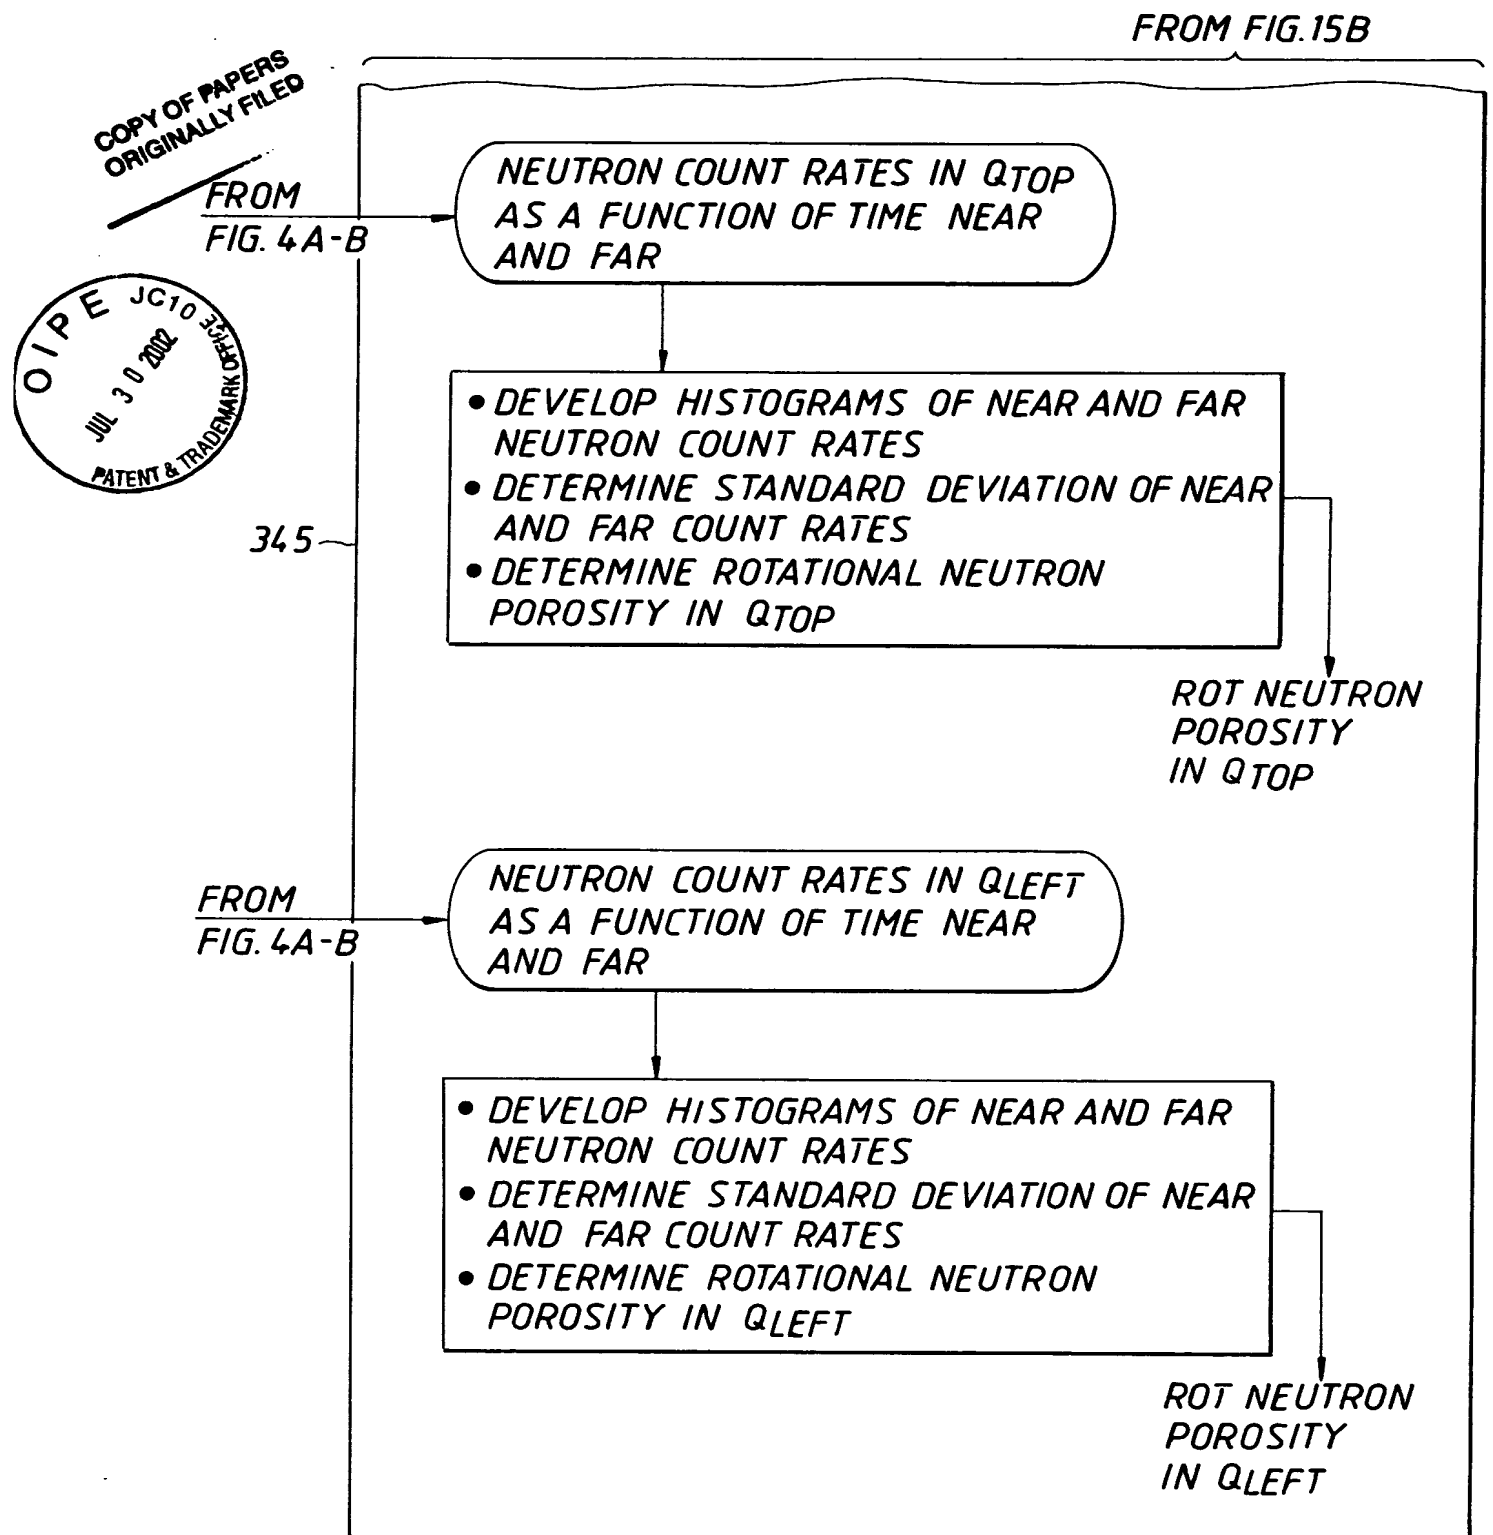 FROM FIG.15B
COPY OF PAPERS
ORIGINALLY FILED
FROM
FIG. 4A-B
NEUTRON COUNT RATES IN QTOP
AS A FUNCTION OF TIME NEAR
AND FAR
OIPE JC10
JUL 30 2002
PATENT & TRADEMARK OFFICE
• DEVELOP HISTOGRAMS OF NEAR AND FAR
NEUTRON COUNT RATES
• DETERMINE STANDARD DEVIATION OF NEAR
AND FAR COUNT RATES
• DETERMINE ROTATIONAL NEUTRON
POROSITY IN QTOP
345
ROT NEUTRON
POROSITY
IN QTOP
FROM
FIG. 4A-B
NEUTRON COUNT RATES IN QLEFT
AS A FUNCTION OF TIME NEAR
AND FAR
• DEVELOP HISTOGRAMS OF NEAR AND FAR
NEUTRON COUNT RATES
• DETERMINE STANDARD DEVIATION OF NEAR
AND FAR COUNT RATES
• DETERMINE ROTATIONAL NEUTRON
POROSITY IN QLEFT
ROT NEUTRON
POROSITY
IN QLEFT